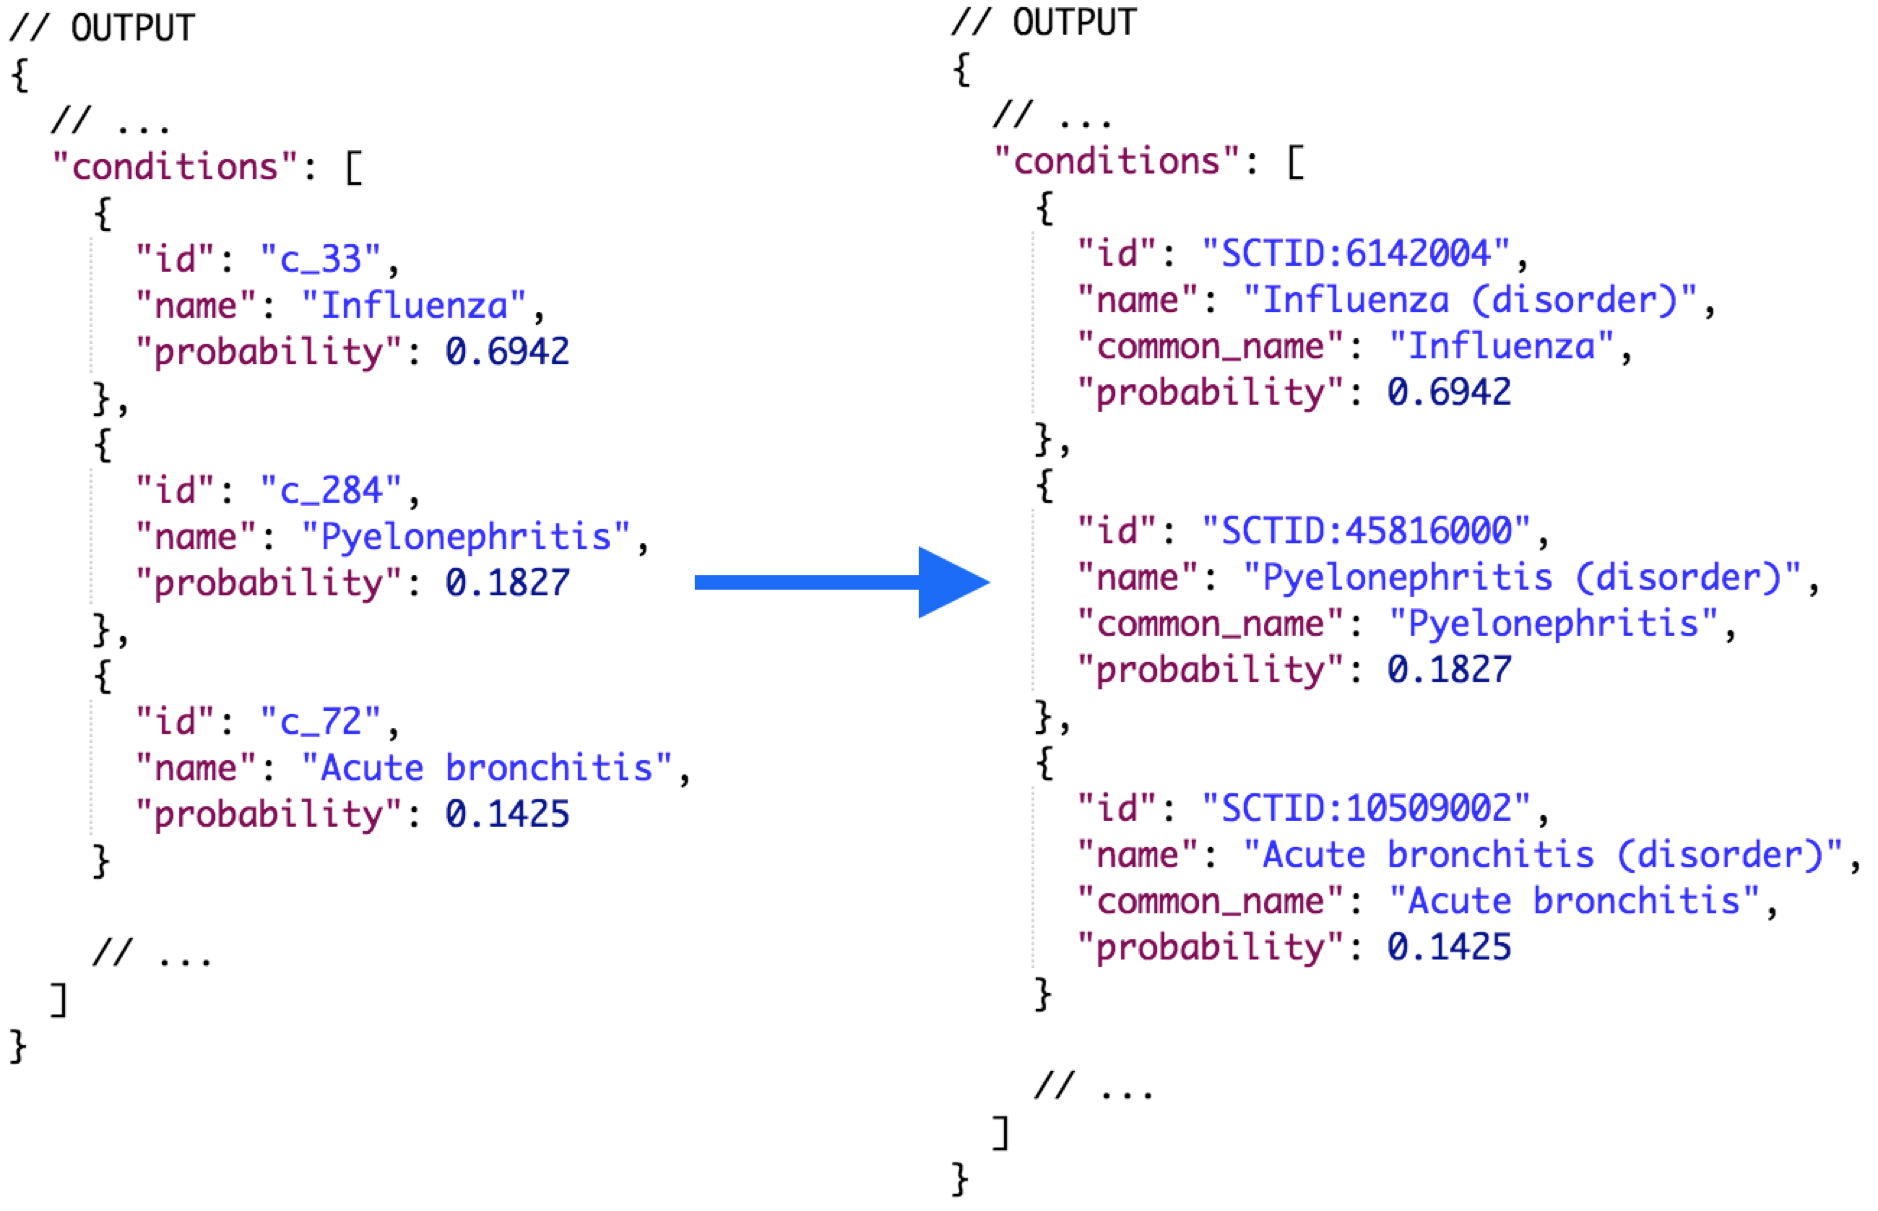 // OUTPUT
{
  // ...
  "conditions": [
    {
      "id": "c_33",
      "name": "Influenza",
      "probability": 0.6942
    },
    {
      "id": "c_284",
      "name": "Pyelonephritis",
      "probability": 0.1827
    },
    {
      "id": "c_72",
      "name": "Acute bronchitis",
      "probability": 0.1425
    }

    // ...
  ]
}
// OUTPUT
{
  // ...
  "conditions": [
    {
      "id": "SCTID:6142004",
      "name": "Influenza (disorder)",
      "common_name": "Influenza",
      "probability": 0.6942
    },
    {
      "id": "SCTID:45816000",
      "name": "Pyelonephritis (disorder)",
      "common_name": "Pyelonephritis",
      "probability": 0.1827
    },
    {
      "id": "SCTID:10509002",
      "name": "Acute bronchitis (disorder)",
      "common_name": "Acute bronchitis",
      "probability": 0.1425
    }

    // ...
  ]
}